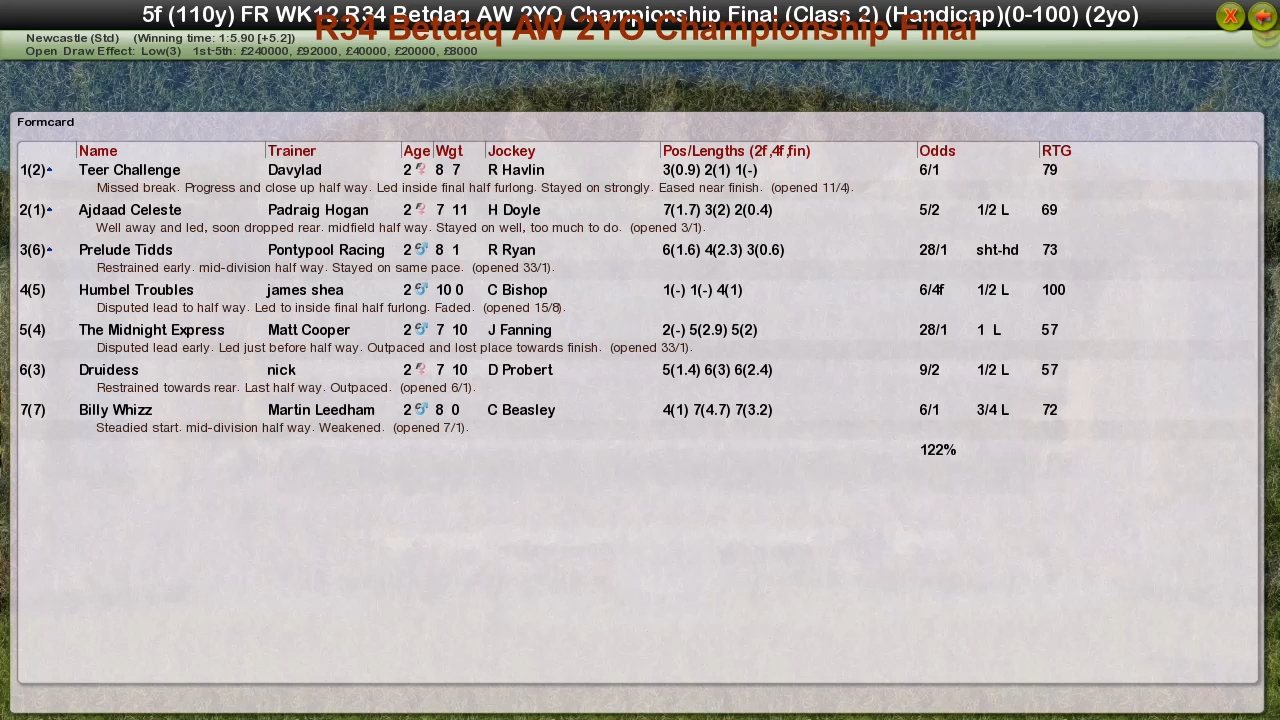 5f (110y) FR WK12 R34 Betdaq AW 2YO Championship Final (Class 2) (Handicap)(0-100) (2yo)
R34 Betdaq AW 2YO Championship Final
X
Newcastle (Std) (Winning time: 1:5.90 [+5.2])
Open Draw Effect: Low(3) 1st-5th: £240000, £92000, £40000, £20000, £8000
Formcard
Name Trainer Age Wgt Jockey Pos/Lengths (2f,4f,fin) Odds RTG
1(2) Teer Challenge Davylad 2 8 7 R Havlin 3(0.9) 2(1) 1(-) 6/1 79
Missed break. Progress and close up half way. Led inside final half furlong. Stayed on strongly. Eased near finish. (opened 11/4).
2(1) Ajdaad Celeste Padraig Hogan 2 7 11 H Doyle 7(1.7) 3(2) 2(0.4) 5/2 1/2 L 69
Well away and led, soon dropped rear. midfield half way. Stayed on well, too much to do. (opened 3/1).
3(6) Prelude Tidds Pontypool Racing 2 8 1 R Ryan 6(1.6) 4(2.3) 3(0.6) 28/1 sht-hd 73
Restrained early. mid-division half way. Stayed on same pace. (opened 33/1).
4(5) Humbel Troubles james shea 2 10 0 C Bishop 1(-) 1(-) 4(1) 6/4f 1/2 L 100
Disputed lead to half way. Led to inside final half furlong. Faded. (opened 15/8).
5(4) The Midnight Express Matt Cooper 2 7 10 J Fanning 2(-) 5(2.9) 5(2) 28/1 1 L 57
Disputed lead early. Led just before half way. Outpaced and lost place towards finish. (opened 33/1).
6(3) Druidess nick 2 7 10 D Probert 5(1.4) 6(3) 6(2.4) 9/2 1/2 L 57
Restrained towards rear. Last half way. Outpaced. (opened 6/1).
7(7) Billy Whizz Martin Leedham 2 8 0 C Beasley 4(1) 7(4.7) 7(3.2) 6/1 3/4 L 72
Steadied start. mid-division half way. Weakened. (opened 7/1).
122%